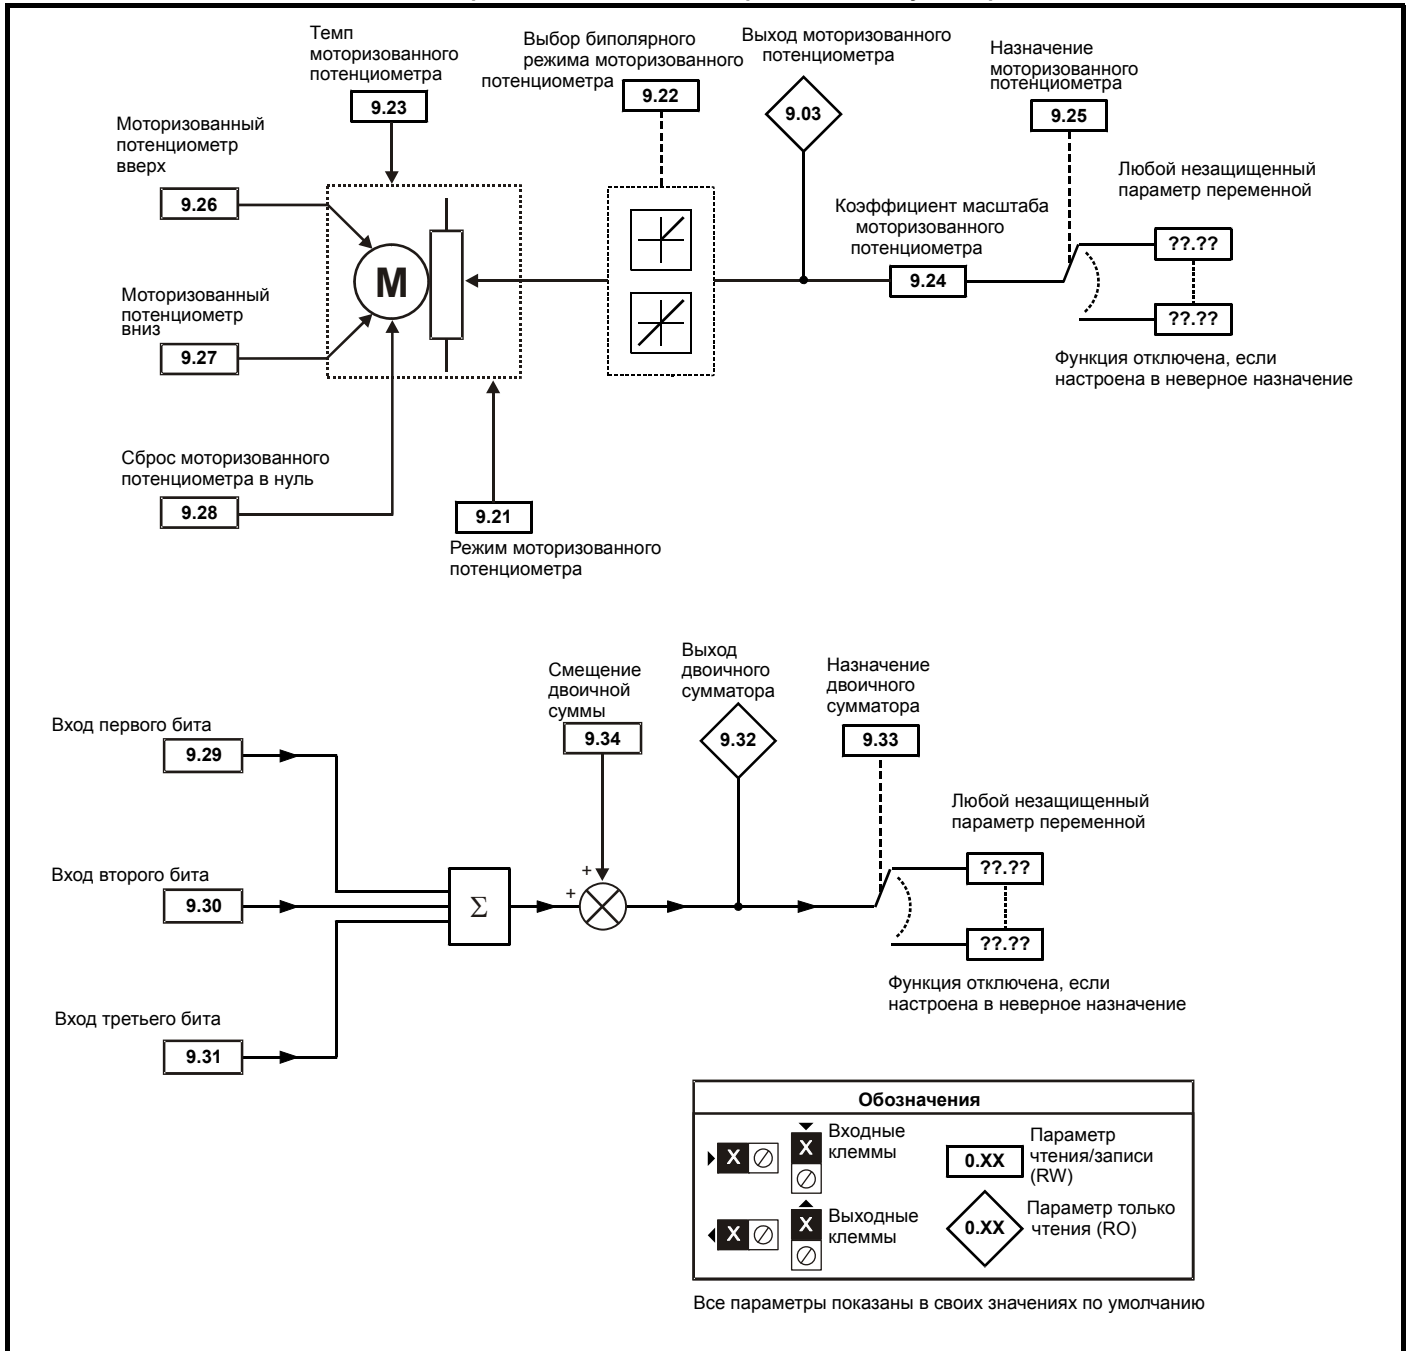 Темп
моторизованного
потенциометра
9.23
Выбор биполярного
режима моторизованного
потенциометра
9.22
Выход моторизованного
потенциометра
9.03
Назначение
моторизованного
потенциометра
9.25
Моторизованный
потенциометр
вверх
9.26
M
Моторизованный
потенциометр
вниз
9.27
Сброс моторизованного
потенциометра в нуль
9.28
9.21
Режим моторизованного
потенциометра
Коэффициент масштаба
моторизованного
потенциометра
9.24
Любой незащищенный
параметр переменной
??.??
??.??
Функция отключена, если
настроена в неверное назначение
Вход первого бита
9.29
Вход второго бита
9.30
Вход третьего бита
9.31
Σ
Смещение
двоичной
суммы
9.34
+
+
Выход
двоичного
сумматора
9.32
Назначение
двоичного
сумматора
9.33
Любой незащищенный
параметр переменной
??.??
??.??
Функция отключена, если
настроена в неверное назначение
Обозначения
X
X
Входные
клеммы
0.XX
Параметр
чтения/записи
(RW)
X
X
Выходные
клеммы
0.XX
Параметр только
чтения (RO)
Все параметры показаны в своих значениях по умолчанию